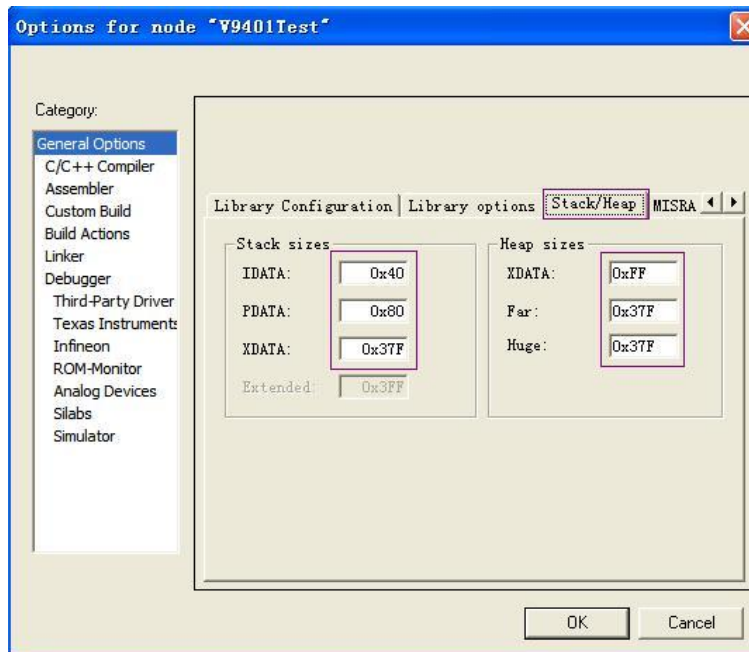 Options for node "V9401Test"
Category:
General Options
C/C++ Compiler
Assembler
Custom Build
Build Actions
Linker
Debugger
Third-Party Driver
Texas Instruments
Infineon
ROM-Monitor
Analog Devices
Silabs
Simulator
Library Configuration Library options Stack/Heap MISRA
Stack sizes
IDATA: 0x40
PDATA: 0x80
XDATA: 0x37F
Extended: 0x3FF
Heap sizes
XDATA: 0xFF
Far: 0x37F
Huge: 0x37F
OK Cancel